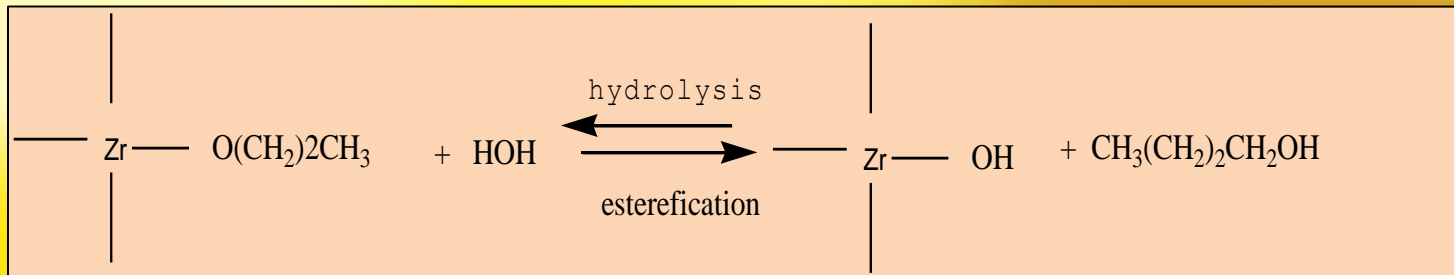 hydrolysis
Zr O(CH₂)2CH₃ + HOH Zr OH + CH₃(CH₂)₂CH₂OH
esterefication